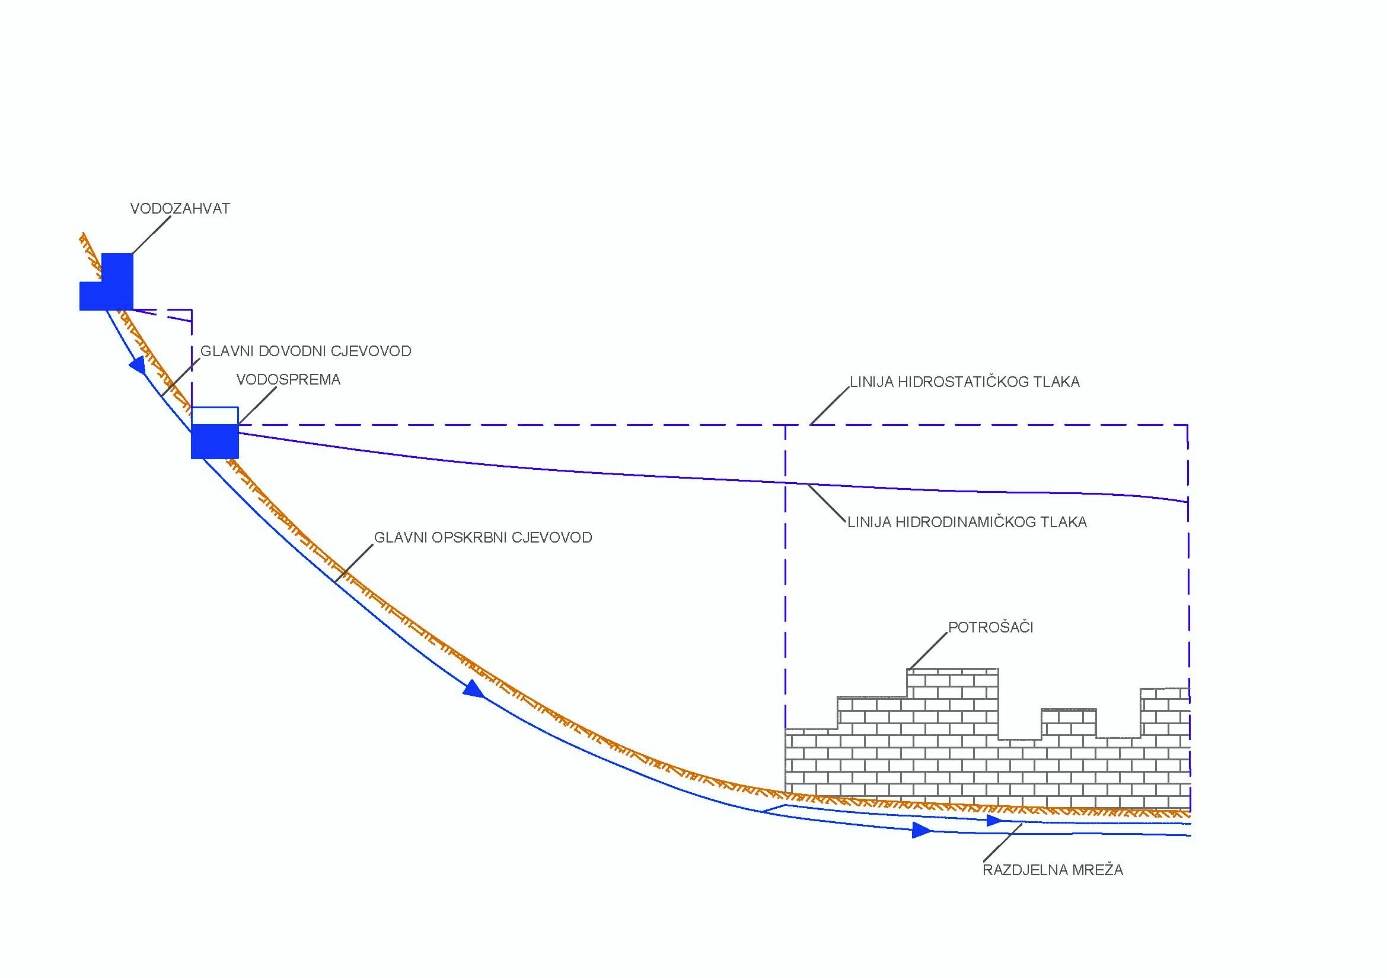 VODOZAHVAT
GLAVNI DOVODNI CJEVOVOD
VODOSPREMA
LINIJA HIDROSTATIČKOG TLAKA
LINIJA HIDRODINAMIČKOG TLAKA
GLAVNI OPSKRBNI CJEVOVOD
POTROŠAČI
RAZDJELNA MREŽA